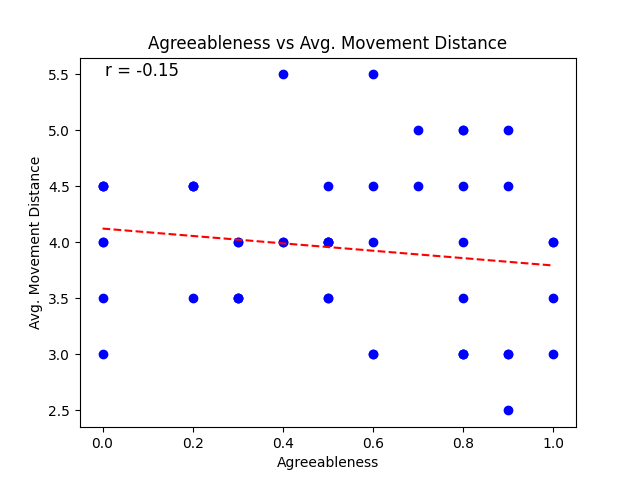 Agreeableness vs Avg. Movement Distance
r = -0.15
5.5
5.0
4.5
4.0
3.5
3.0
2.5
Avg. Movement Distance
0.0 0.2 0.4 0.6 0.8 1.0
Agreeableness